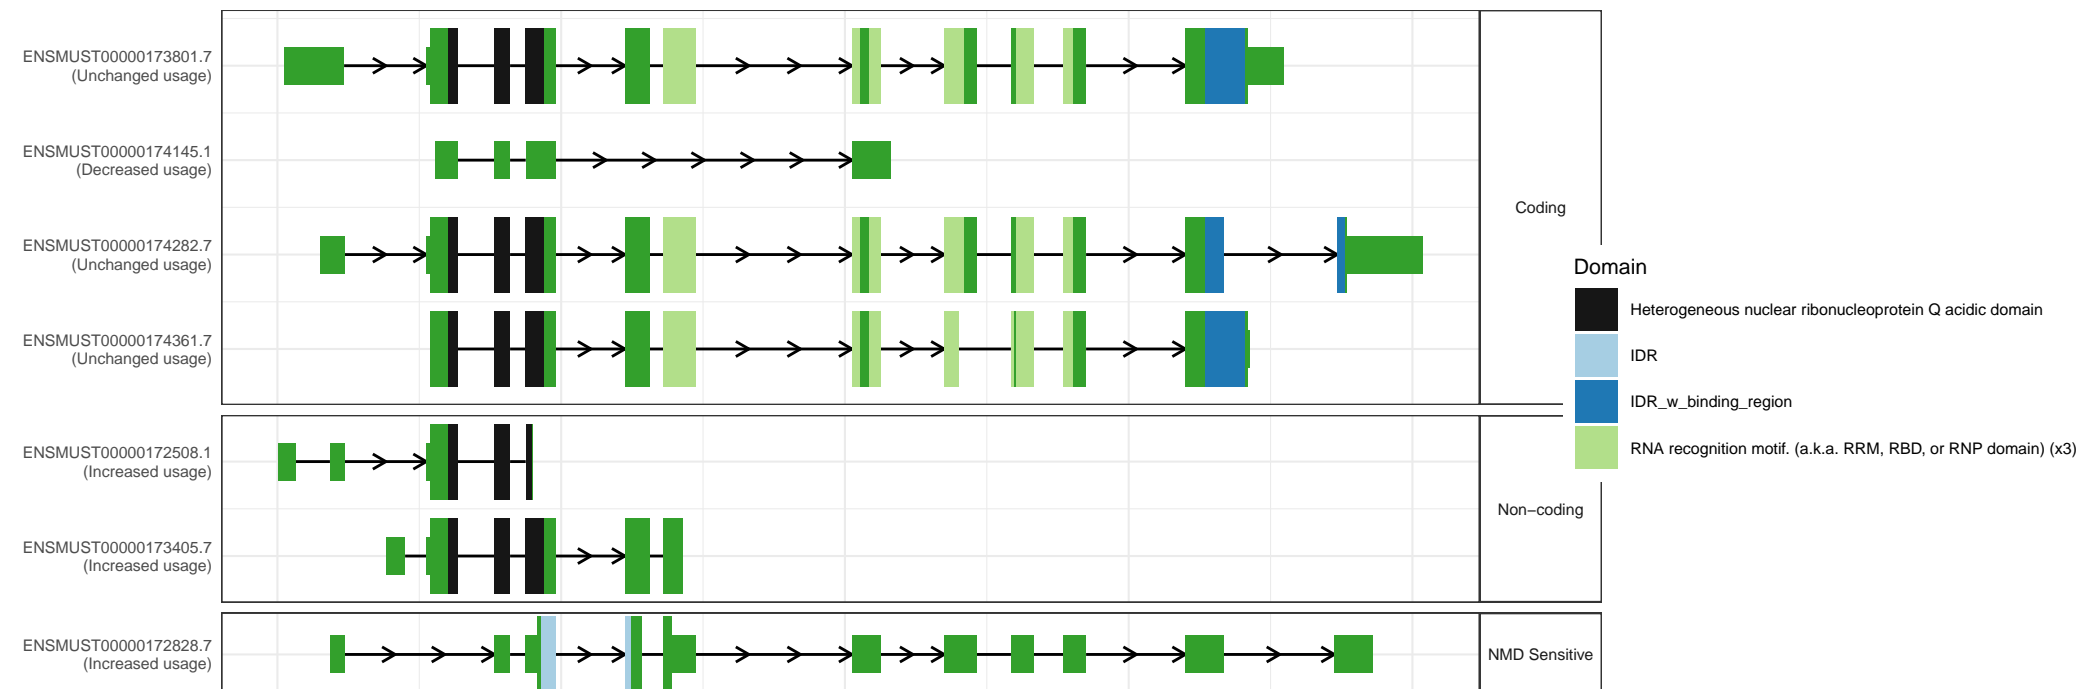 ENSMUST00000173801.7
(Unchanged usage)
ENSMUST00000174145.1
(Decreased usage)
ENSMUST00000174282.7
(Unchanged usage)
ENSMUST00000174361.7
(Unchanged usage)
Coding
ENSMUST00000172508.1
(Increased usage)
ENSMUST00000173405.7
(Increased usage)
Non−coding
ENSMUST00000172828.7
(Increased usage)
NMD Sensitive
Domain
Heterogeneous nuclear ribonucleoprotein Q acidic domain
IDR
IDR_w_binding_region
RNA recognition motif. (a.k.a. RRM, RBD, or RNP domain) (x3)